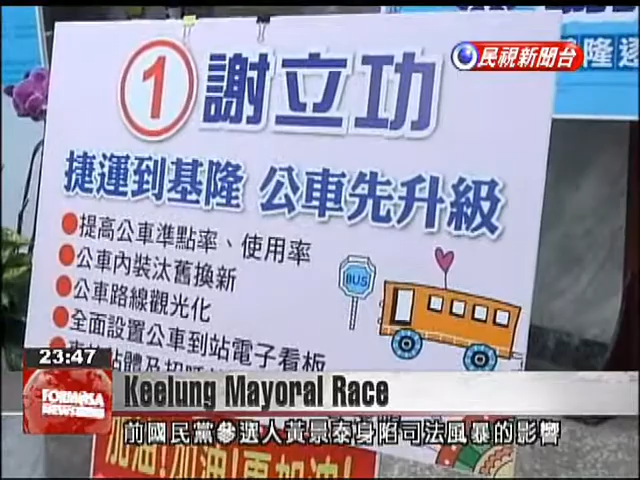 民視新聞台
1 謝立功
捷運到基隆 公車先升級
提高公車準點率、使用率
公車內裝汰舊換新
公車路線觀光化
全面設置公車到站電子看板
BUS
23:47
FORMOSA
NEWS
Keelung Mayoral Race
前國民黨參選人黃景泰身陷司法風暴的影響
加油!加油!更加油!